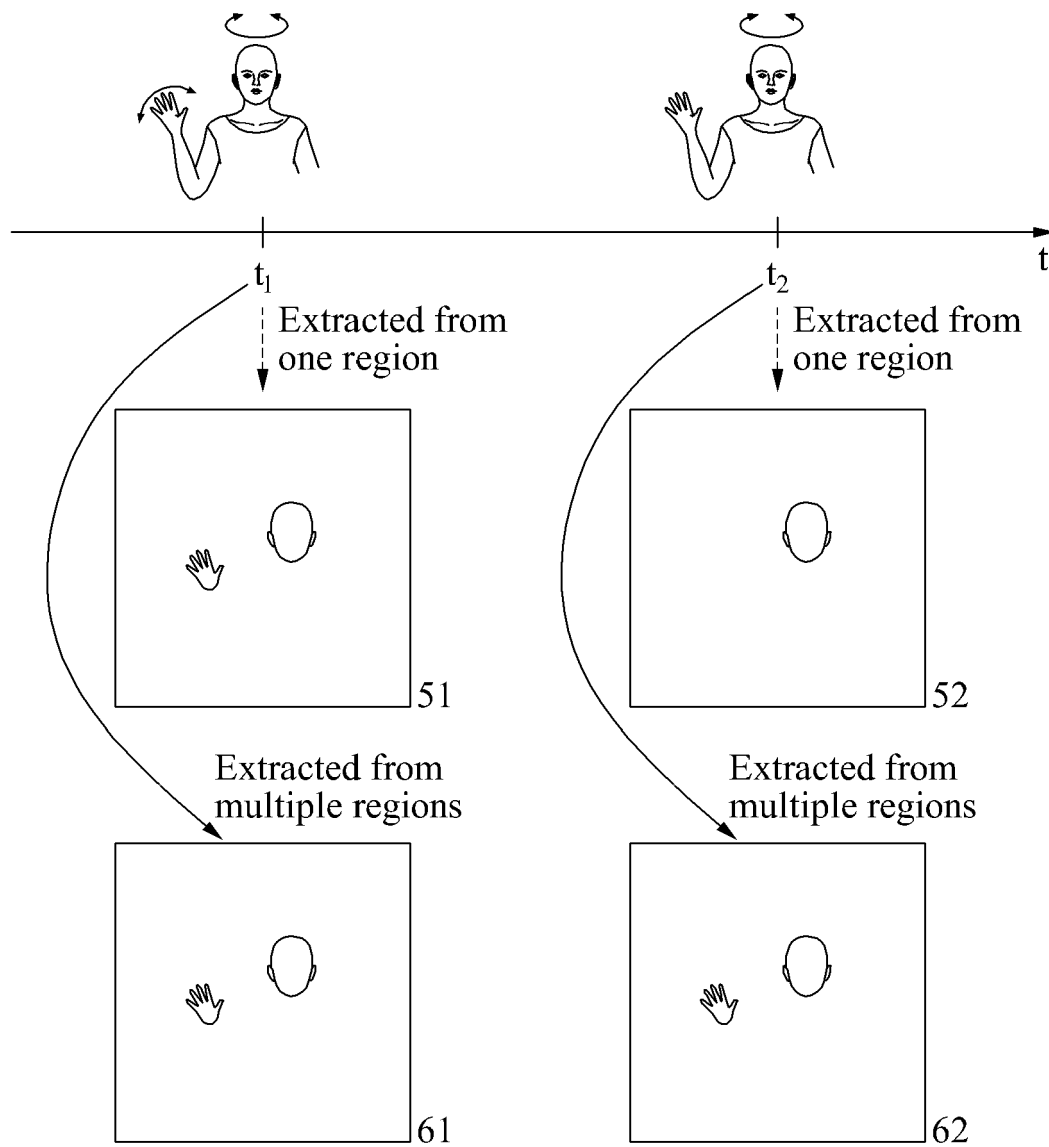 t
t1
t2
Extracted from
one region
Extracted from
one region
51
52
Extracted from
multiple regions
Extracted from
multiple regions
61
62